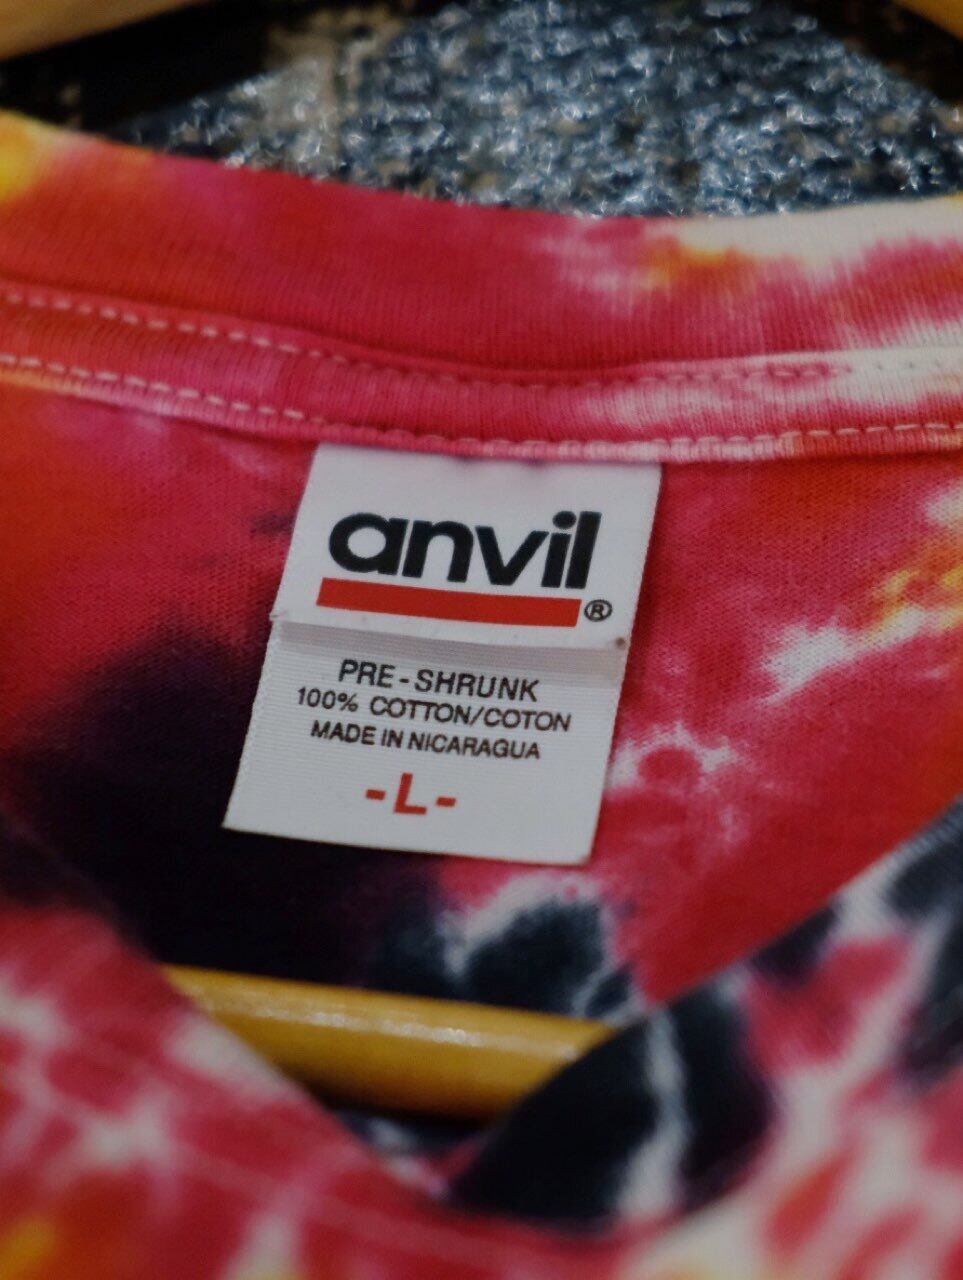 anvil®
PRE-SHRUNK
100% COTTON/COTON
MADE IN NICARAGUA
-L-